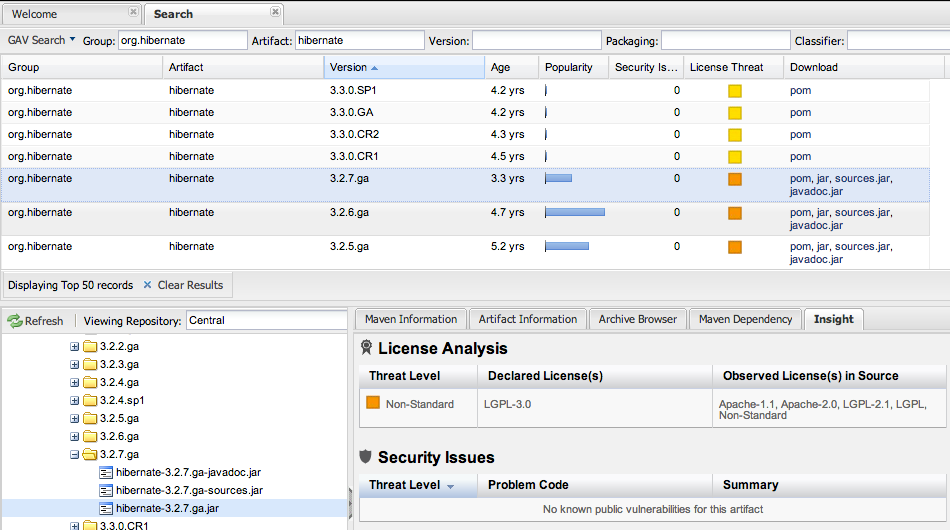 Welcome
Search
GAV Search Group: org.hibernate Artifact: hibernate Version: Packaging: Classifier:
Group Artifact Version Age Popularity Security Is... License Threat Download
org.hibernate hibernate 3.3.0.SP1 4.2 yrs 0 pom
org.hibernate hibernate 3.3.0.GA 4.2 yrs 0 pom
org.hibernate hibernate 3.3.0.CR2 4.3 yrs 0 pom
org.hibernate hibernate 3.3.0.CR1 4.5 yrs 0 pom
org.hibernate hibernate 3.2.7.ga 3.3 yrs 0 pom, jar, sources.jar,
javadoc.jar
org.hibernate hibernate 3.2.6.ga 4.7 yrs 0 pom, jar, sources.jar,
javadoc.jar
org.hibernate hibernate 3.2.5.ga 5.2 yrs 0 pom, jar, sources.jar,
javadoc.jar
Displaying Top 50 records Clear Results
Refresh Viewing Repository: Central
3.2.2.ga
3.2.3.ga
3.2.4.ga
3.2.4.sp1
3.2.5.ga
3.2.6.ga
3.2.7.ga
hibernate-3.2.7.ga-javadoc.jar
hibernate-3.2.7.ga-sources.jar
hibernate-3.2.7.ga.jar
3.3.0.CR1
Maven Information Artifact Information Archive Browser Maven Dependency Insight
License Analysis
Threat Level Declared License(s) Observed License(s) in Source
Non-Standard LGPL-3.0 Apache-1.1, Apache-2.0, LGPL-2.1, LGPL,
Non-Standard
Security Issues
Threat Level Problem Code Summary
No known public vulnerabilities for this artifact